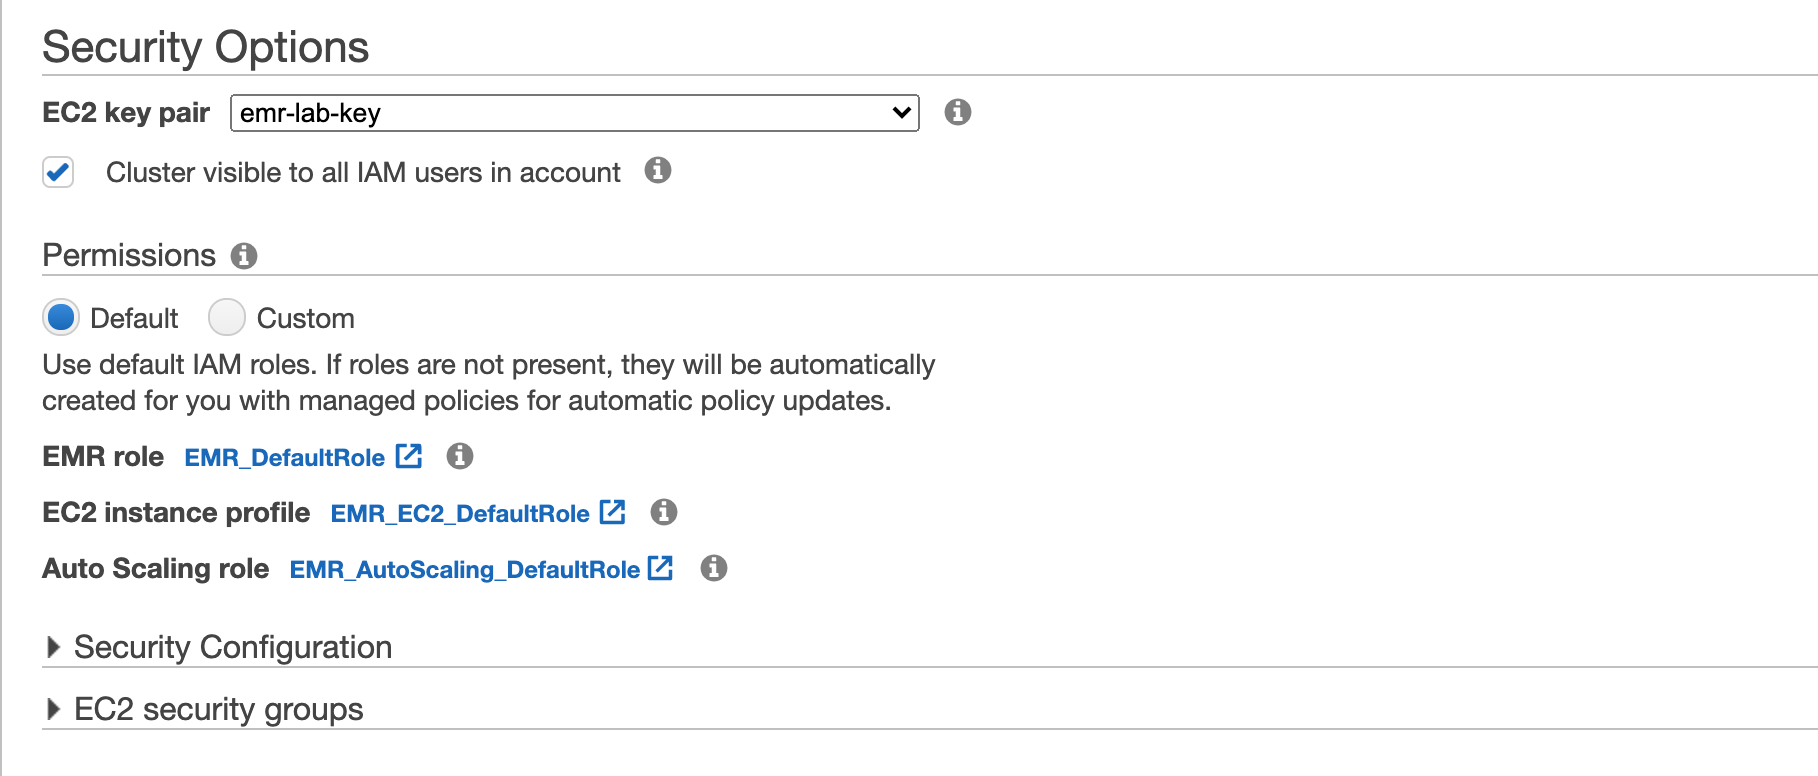 Security Options
EC2 key pair emr-lab-key
Cluster visible to all IAM users in account
Permissions
Default Custom
Use default IAM roles. If roles are not present, they will be automatically
created for you with managed policies for automatic policy updates.
EMR role EMR_DefaultRole
EC2 instance profile EMR_EC2_DefaultRole
Auto Scaling role EMR_AutoScaling_DefaultRole
Security Configuration
EC2 security groups